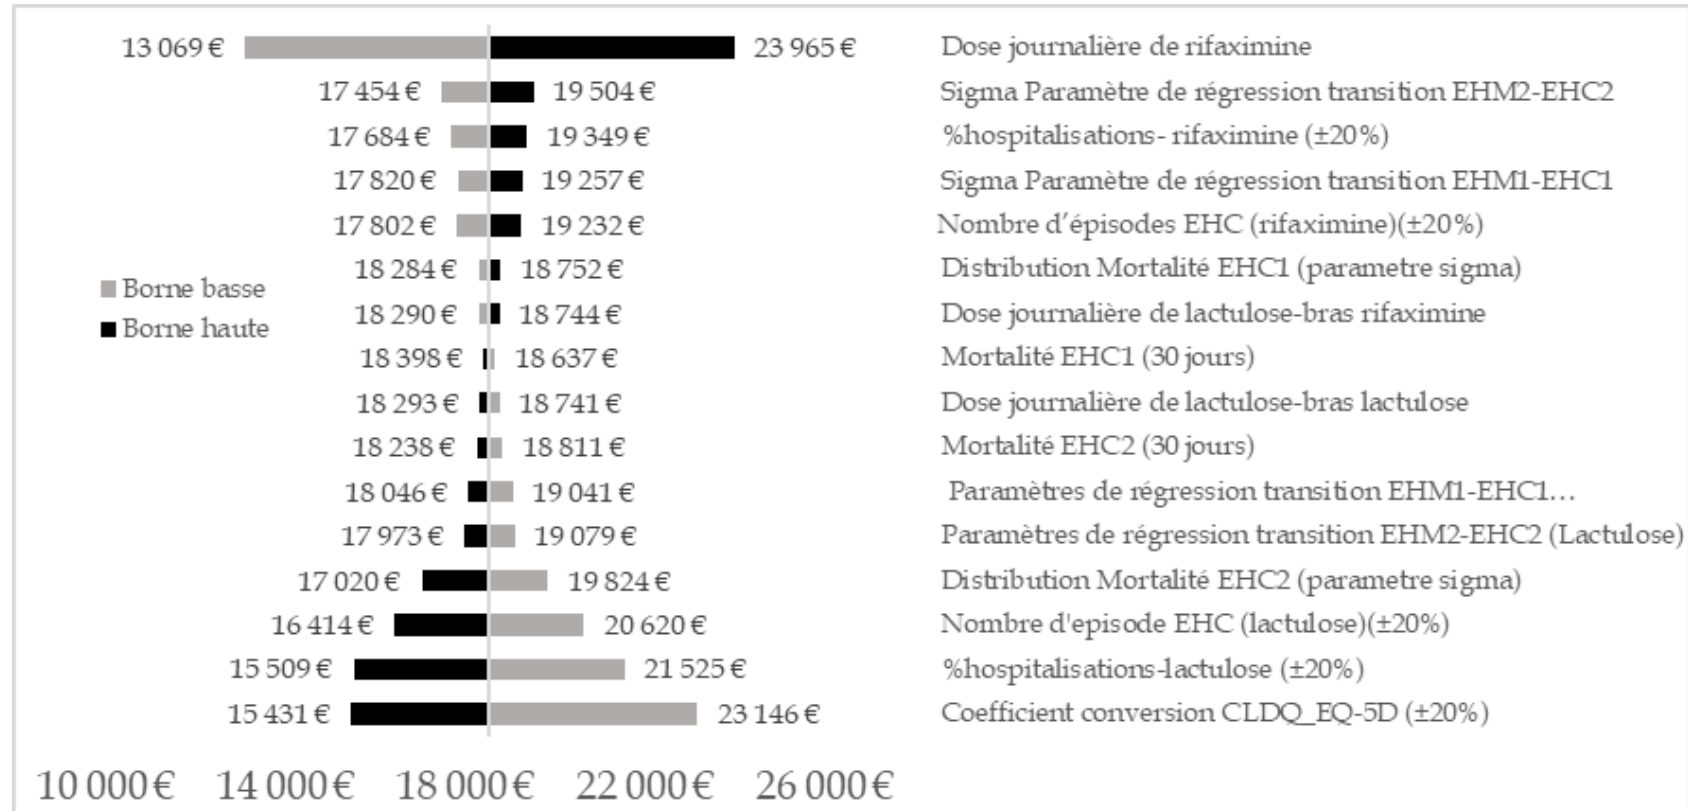 13 069 € 23 965 € Dose journalière de rifaximine
17 454 € 19 504 € Sigma Paramètre de régression transition EHM2-EHC2
17 684 € 19 349 € %hospitalisations- rifaximine (±20%)
17 820 € 19 257 € Sigma Paramètre de régression transition EHM1-EHC1
17 802 € 19 232 € Nombre d’épisodes EHC (rifaximine)(±20%)
18 284 € 18 752 € Distribution Mortalité EHC1 (parametre sigma)
Borne basse
18 290 € 18 744 € Dose journalière de lactulose-bras rifaximine
Borne haute
18 398 € 18 637 € Mortalité EHC1 (30 jours)
18 293 € 18 741 € Dose journalière de lactulose-bras lactulose
18 238 € 18 811 € Mortalité EHC2 (30 jours)
18 046 € 19 041 € Paramètres de régression transition EHM1-EHC1…
17 973 € 19 079 € Paramètres de régression transition EHM2-EHC2 (Lactulose)
17 020 € 19 824 € Distribution Mortalité EHC2 (parametre sigma)
16 414 € 20 620 € Nombre d'episode EHC (lactulose)(±20%)
15 509 € 21 525 € %hospitalisations-lactulose (±20%)
15 431 € 23 146 € Coefficient conversion CLDQ_EQ-5D (±20%)
10 000 € 14 000 € 18 000 € 22 000 € 26 000 €